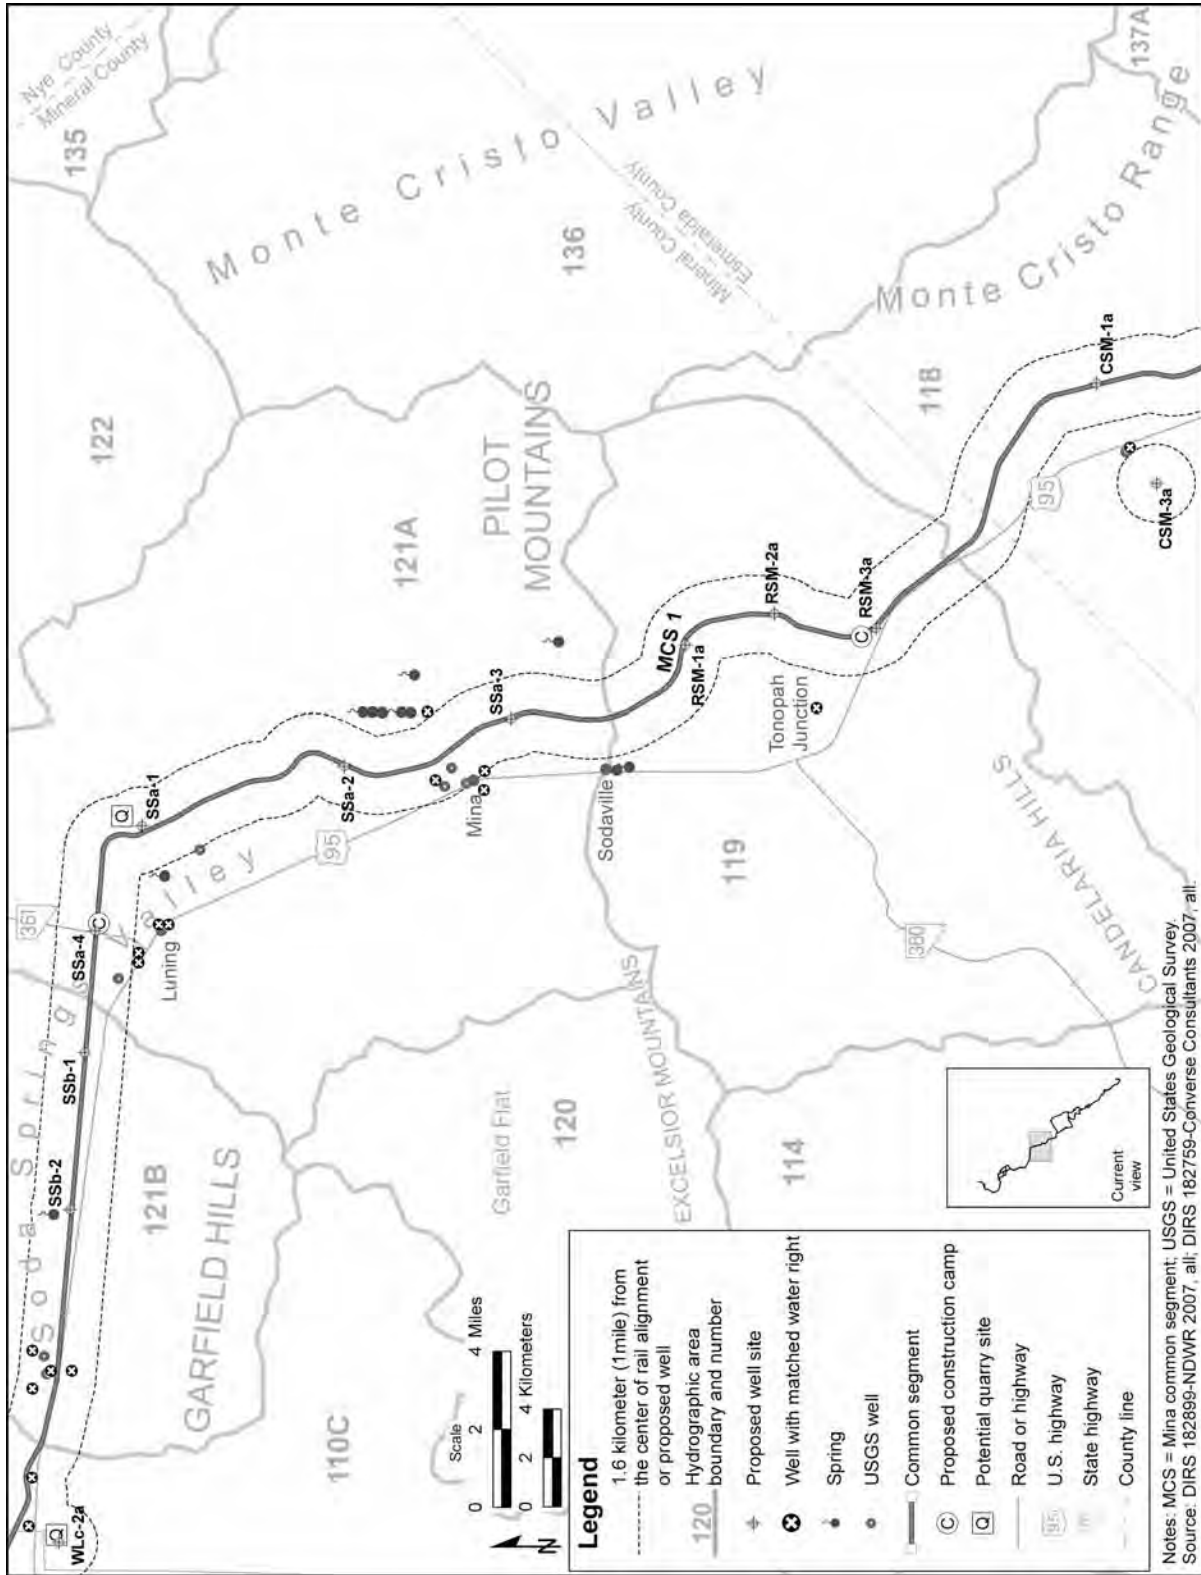 Nye County
Mineral County
135
137A
Monte Cristo Valley
136
Mineral County
Esmeralda County
Monte Cristo Range
122
121A
PILOT
MOUNTAINS
118
CSM-1a
95
CSM-3a
RSM-2a
RSM-3a
C
MCS 1
RSM-1a
SSa-3
Tonopah
Junction
SSa-1
Q
SSa-2
Mina
Sodaville
95
361
C
SSa-4
Soda Springs Valley
Luning
119
380
CANDELARIA HILLS
SSb-1
SSb-2
121B
GARFIELD HILLS
Garfield Flat
120
EXCELSIOR MOUNTAINS
114
110C
WLc-2a
Q
Current
view
Scale
0 2 4 Miles
0 2 4 Kilometers
N
Legend
1.6 kilometer (1mile) from
the center of rail alignment
or proposed well
120
Hydrographic area
boundary and number
Proposed well site
Well with matched water right
Spring
USGS well
Common segment
C Proposed construction camp
Q Potential quarry site
Road or highway
95 U.S. highway
State highway
County line
Notes: MCS = Mina common segment; USGS = United States Geological Survey.
Source: DIRS 182899-NDWR 2007, all; DIRS 182759-Converse Consultants 2007, all.